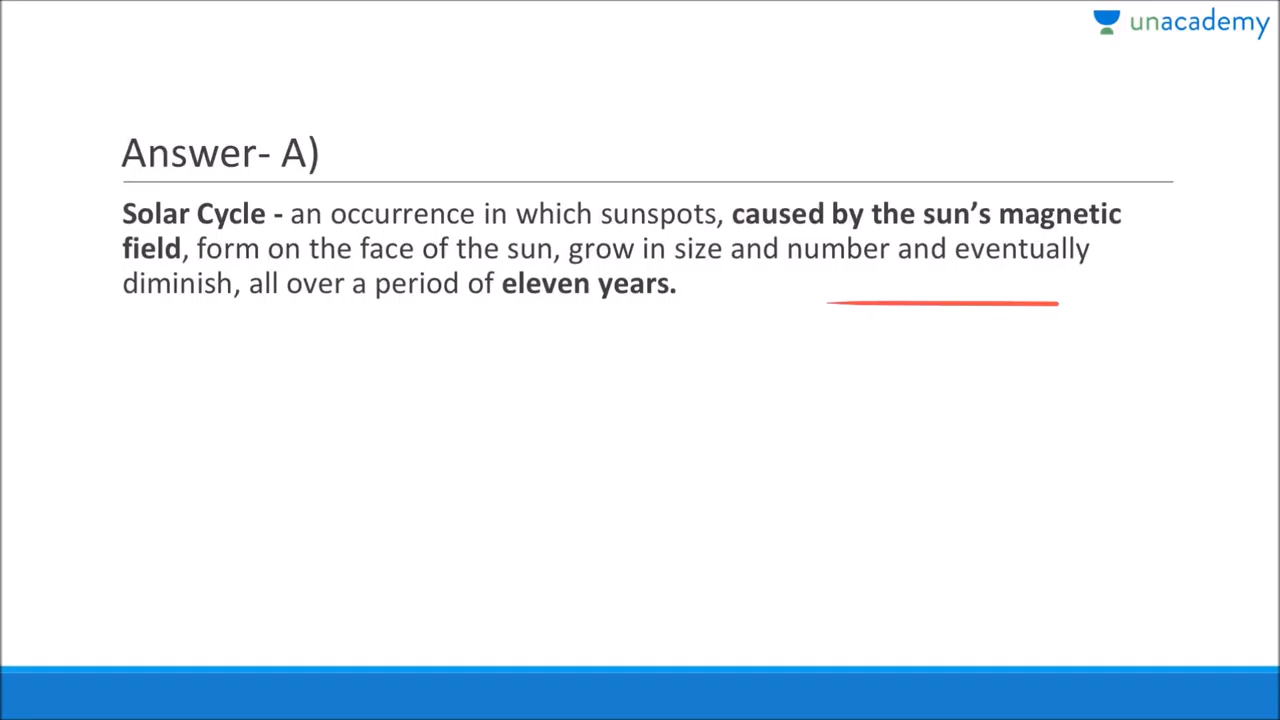 unacademy
Answer- A)
Solar Cycle - an occurrence in which sunspots, caused by the sun’s magnetic
field, form on the face of the sun, grow in size and number and eventually
diminish, all over a period of eleven years.